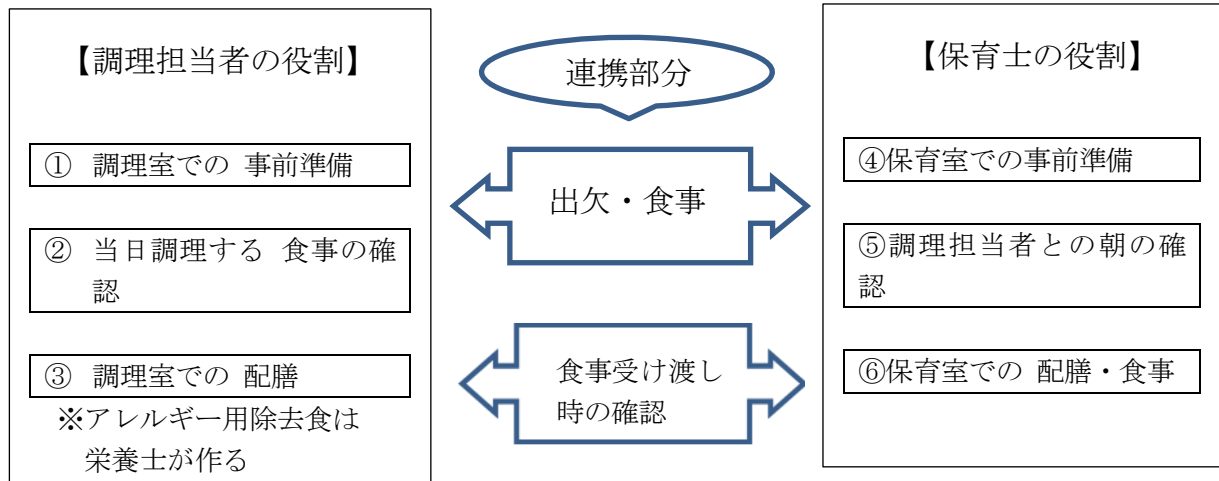 【調理担当者の役割】
① 調理室での 事前準備
② 当日調理する 食事の確
認
③ 調理室での 配膳
※アレルギー用除去食は
栄養士が作る
連携部分
出欠・食事
食事受け渡し
時の確認
【保育士の役割】
④保育室での事前準備
⑤調理担当者との朝の確
認
⑥保育室での 配膳・食事